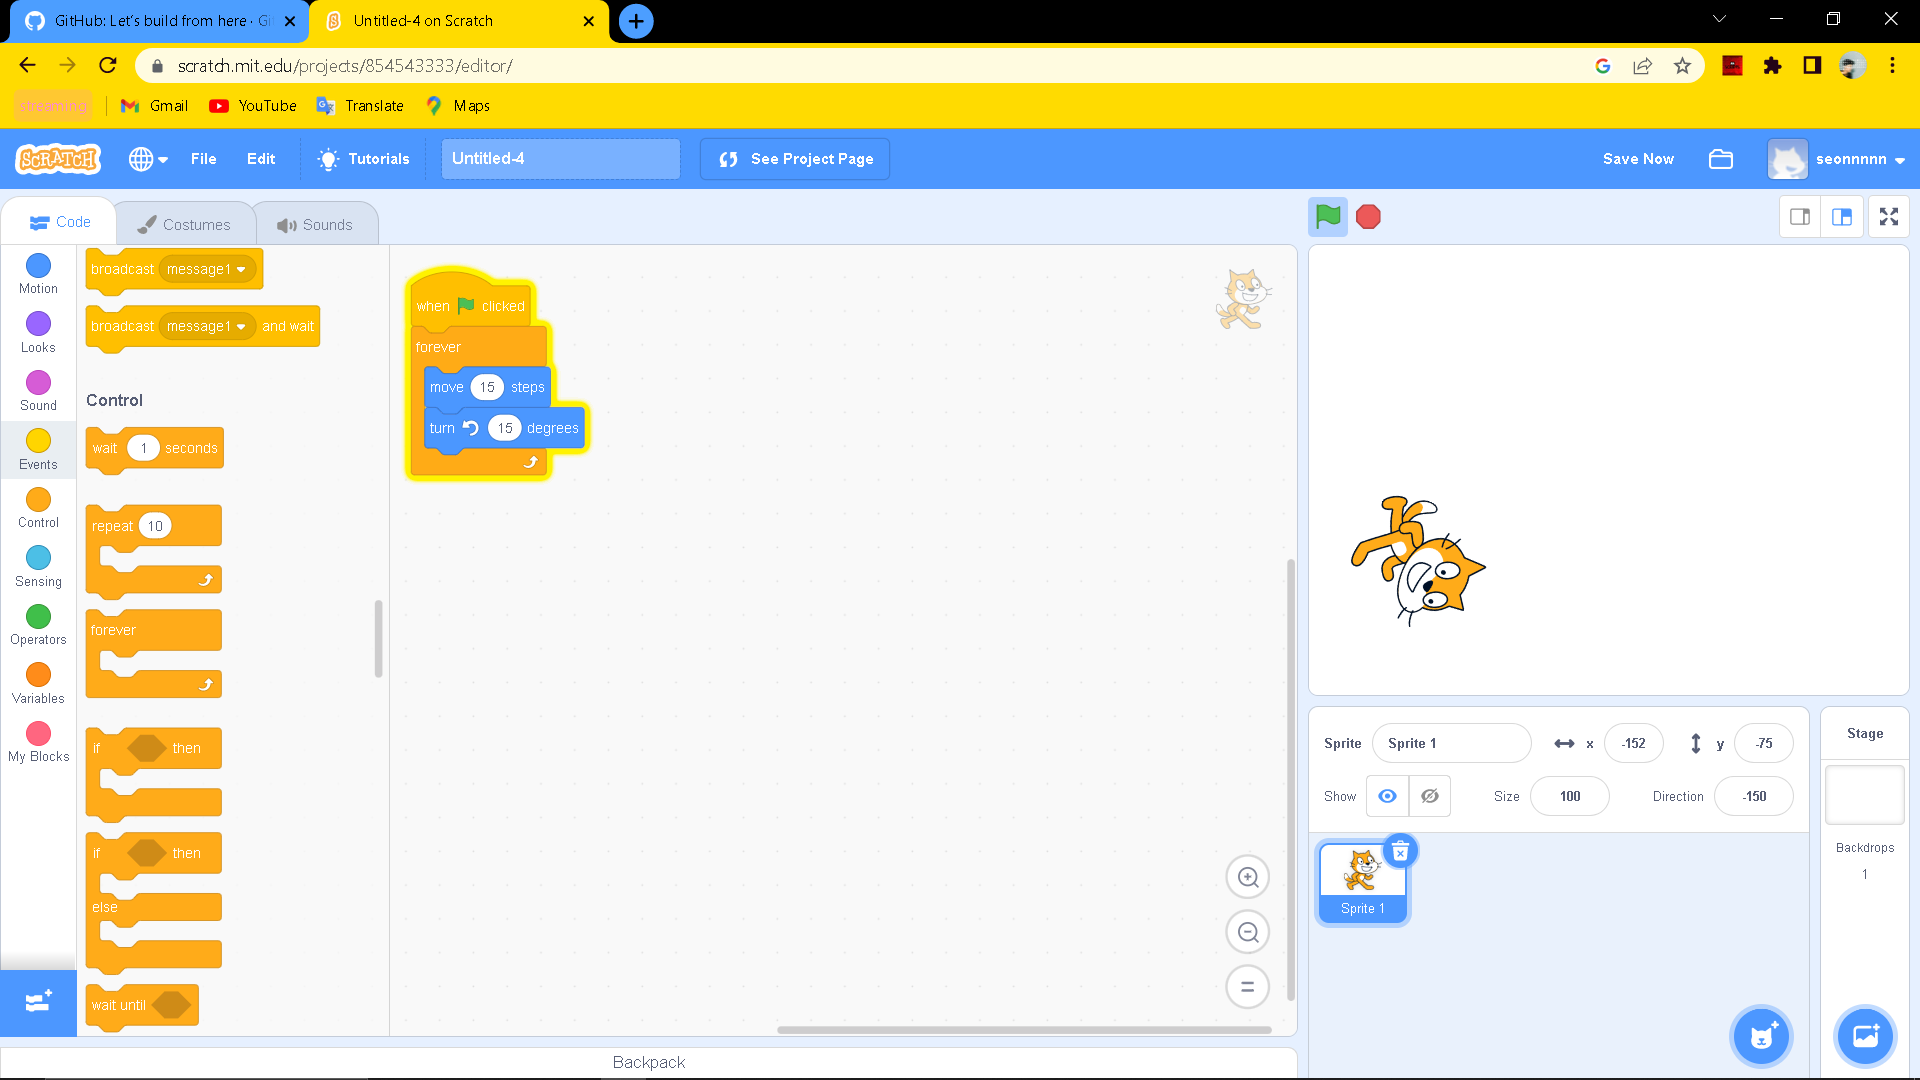 GitHub: Let's build from here · Gi
Untitled-4 on Scratch
scratch.mit.edu/projects/854543333/editor/
streaming
Gmail
YouTube
Translate
Maps
SCRATCH
File
Edit
Tutorials
Untitled-4
See Project Page
Save Now
seonnnnn
Code
Costumes
Sounds
Motion
Looks
Sound
Events
Control
Sensing
Operators
Variables
My Blocks
broadcast message1
broadcast message1 and wait
Control
wait 1 seconds
repeat 10
forever
if then
if then
else
wait until
when clicked
forever
move 15 steps
turn 15 degrees
Sprite Sprite 1 x -152 y -75
Show Size 100 Direction -150
Sprite 1
Stage
Backdrops
1
Backpack